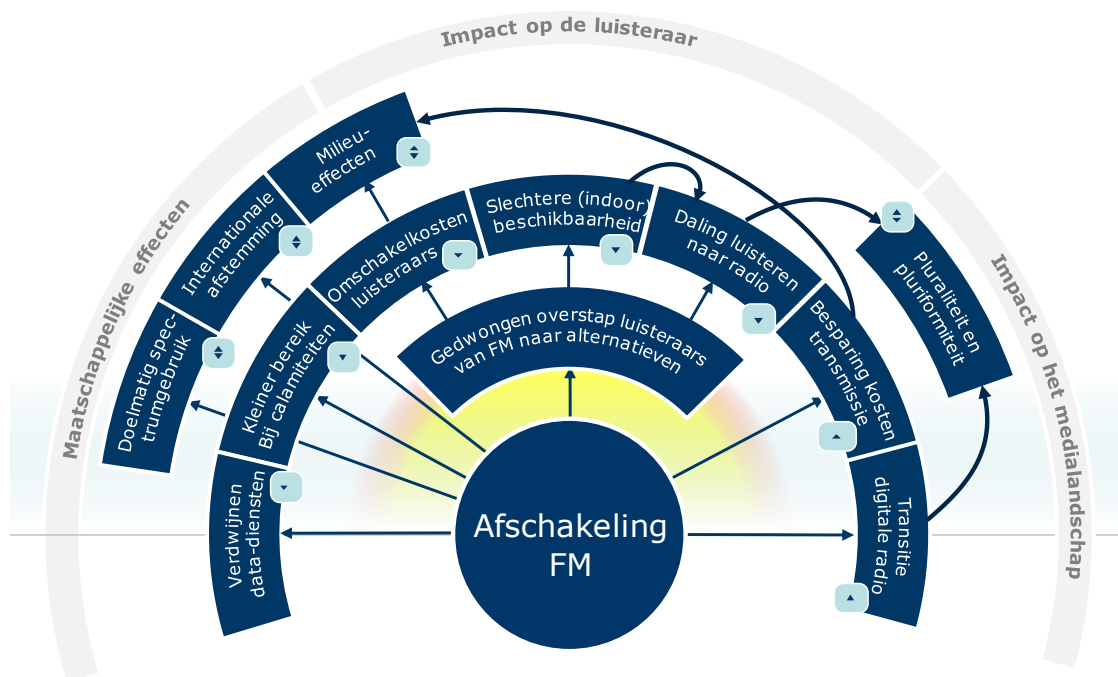 Impact op de luisteraar
Maatschappelijke effecten
Impact op het medialandschap
Milieu-
effecten
Internationale
afstemming
Doelmatig spec-
trumgebruik
Slechtere (indoor)
beschikbaarheid
Omschakelkosten
luisteraars
Daling luisteren
naar radio
Pluraliteit en
pluriformiteit
Kleiner bereik
Bij calamiteiten
Gedwongen overstap luisteraars
van FM naar alternatieven
Besparing kosten
transmissie
Verdwijnen
data-diensten
Transitie
digitale radio
Afschakeling
FM